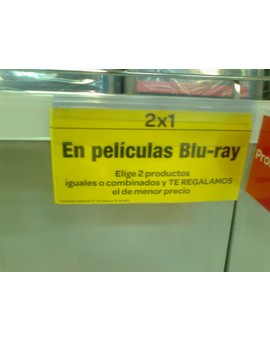 2x1
En películas Blu-ray
Elige 2 productos
iguales o combinados y TE REGALAMOS
el de menor precio